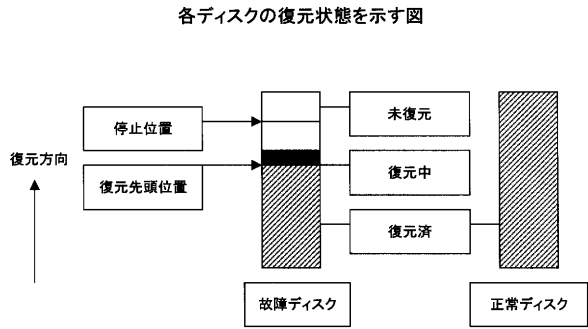 各ディスクの復元状態を示す図
停止位置
未復元
復元方向
復元先頭位置
復元中
復元済
故障ディスク
正常ディスク